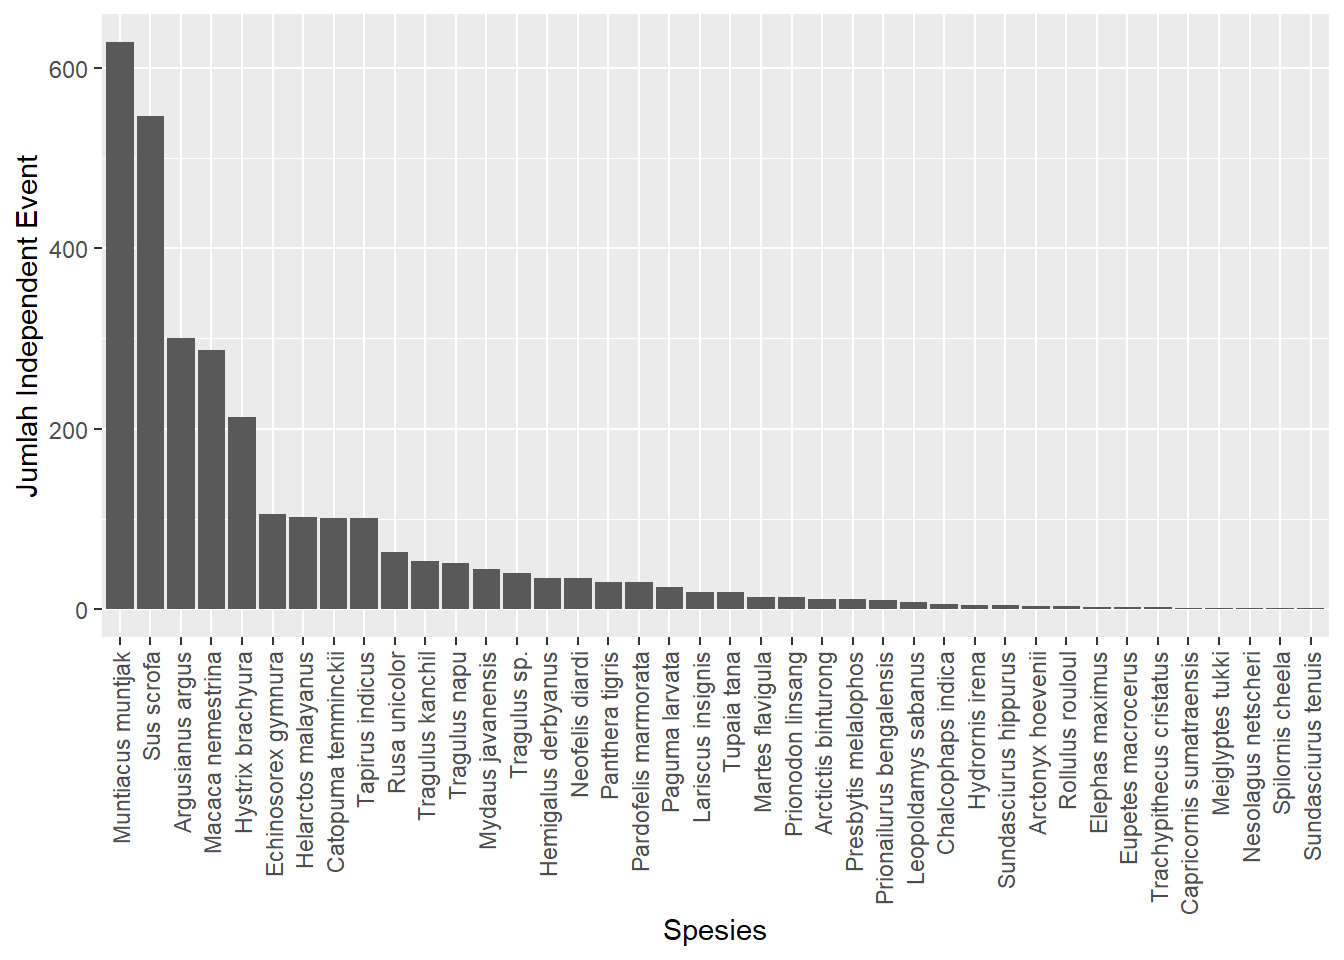 Jumlah Independent Event
600
400
200
0
Muntiacus muntjak
Sus scrofa
Argusianus argus
Macaca nemestrina
Hystrix brachyura
Echinosorex gymnura
Helarctos malayanus
Catopuma temminckii
Tapirus indicus
Rusa unicolor
Tragulus kanchil
Tragulus napu
Mydaus javanensis
Tragulus sp.
Hemigalus derbyanus
Neofelis diardi
Panthera tigris
Pardofelis marmorata
Paguma larvata
Lariscus insignis
Tupaia tana
Martes flavigula
Prionodon linsang
Arctictis binturong
Presbytis melalophos
Prionailurus bengalensis
Leopoldamys sabanus
Chalcophaps indica
Hydrornis irena
Sundasciurus hippurus
Arctonyx hoevenii
Rollulus rouloul
Elephas maximus
Eupetes macrocerus
Trachypithecus cristatus
Capricornis sumatraensis
Meiglyptes tukki
Nesolagus netscheri
Spilornis cheela
Sundasciurus tenuis
Spesies